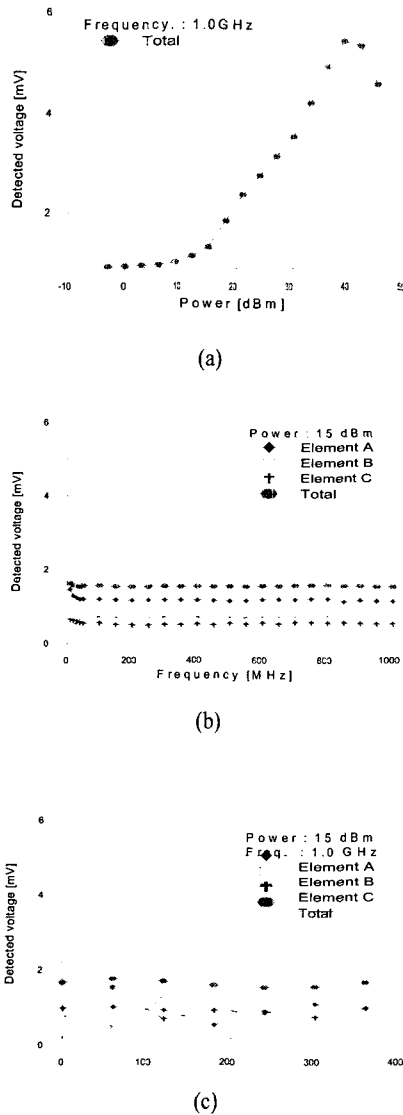 Frequency. : 1.0GHz
Total
Detected voltage [mV]
6
4
2
-10 0 10 20 30 40 50
Power [dBm]
(a)
Power : 15 dBm
Element A
Element B
Element C
Total
Detected voltage [mV]
6
4
2
0
0 200 400 600 800 1000
Frequency [MHz]
(b)
Power : 15 dBm
Freq. : 1.0 GHz
Element A
Element B
Element C
Total
Detected voltage [mV]
6
4
2
0
0 100 200 300 400
(c)